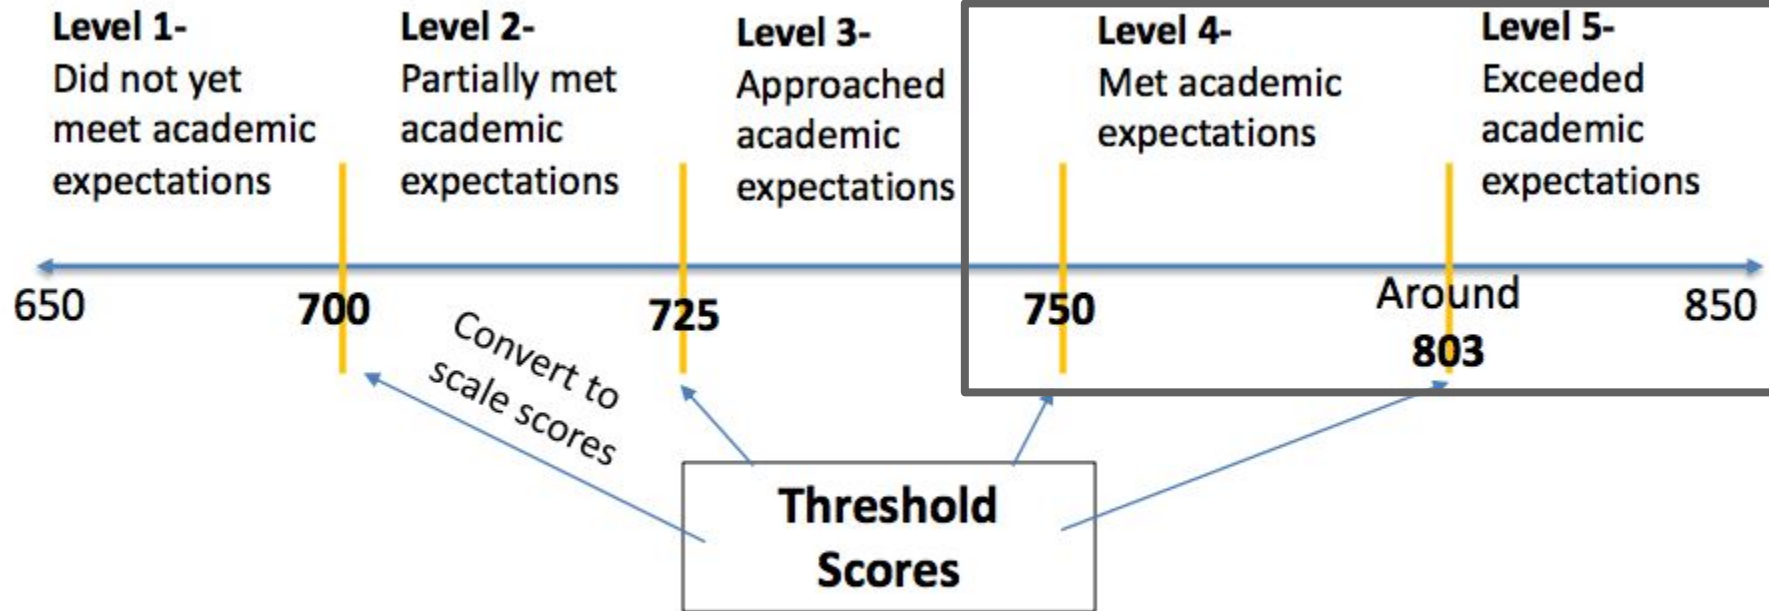 Level 1-
Did not yet
meet academic
expectations
Level 2-
Partially met
academic
expectations
Level 3-
Approached
academic
expectations
Level 4-
Met academic
expectations
Level 5-
Exceeded
academic
expectations
650
700
725
750
Around
803
850
Convert to
scale scores
Threshold
Scores